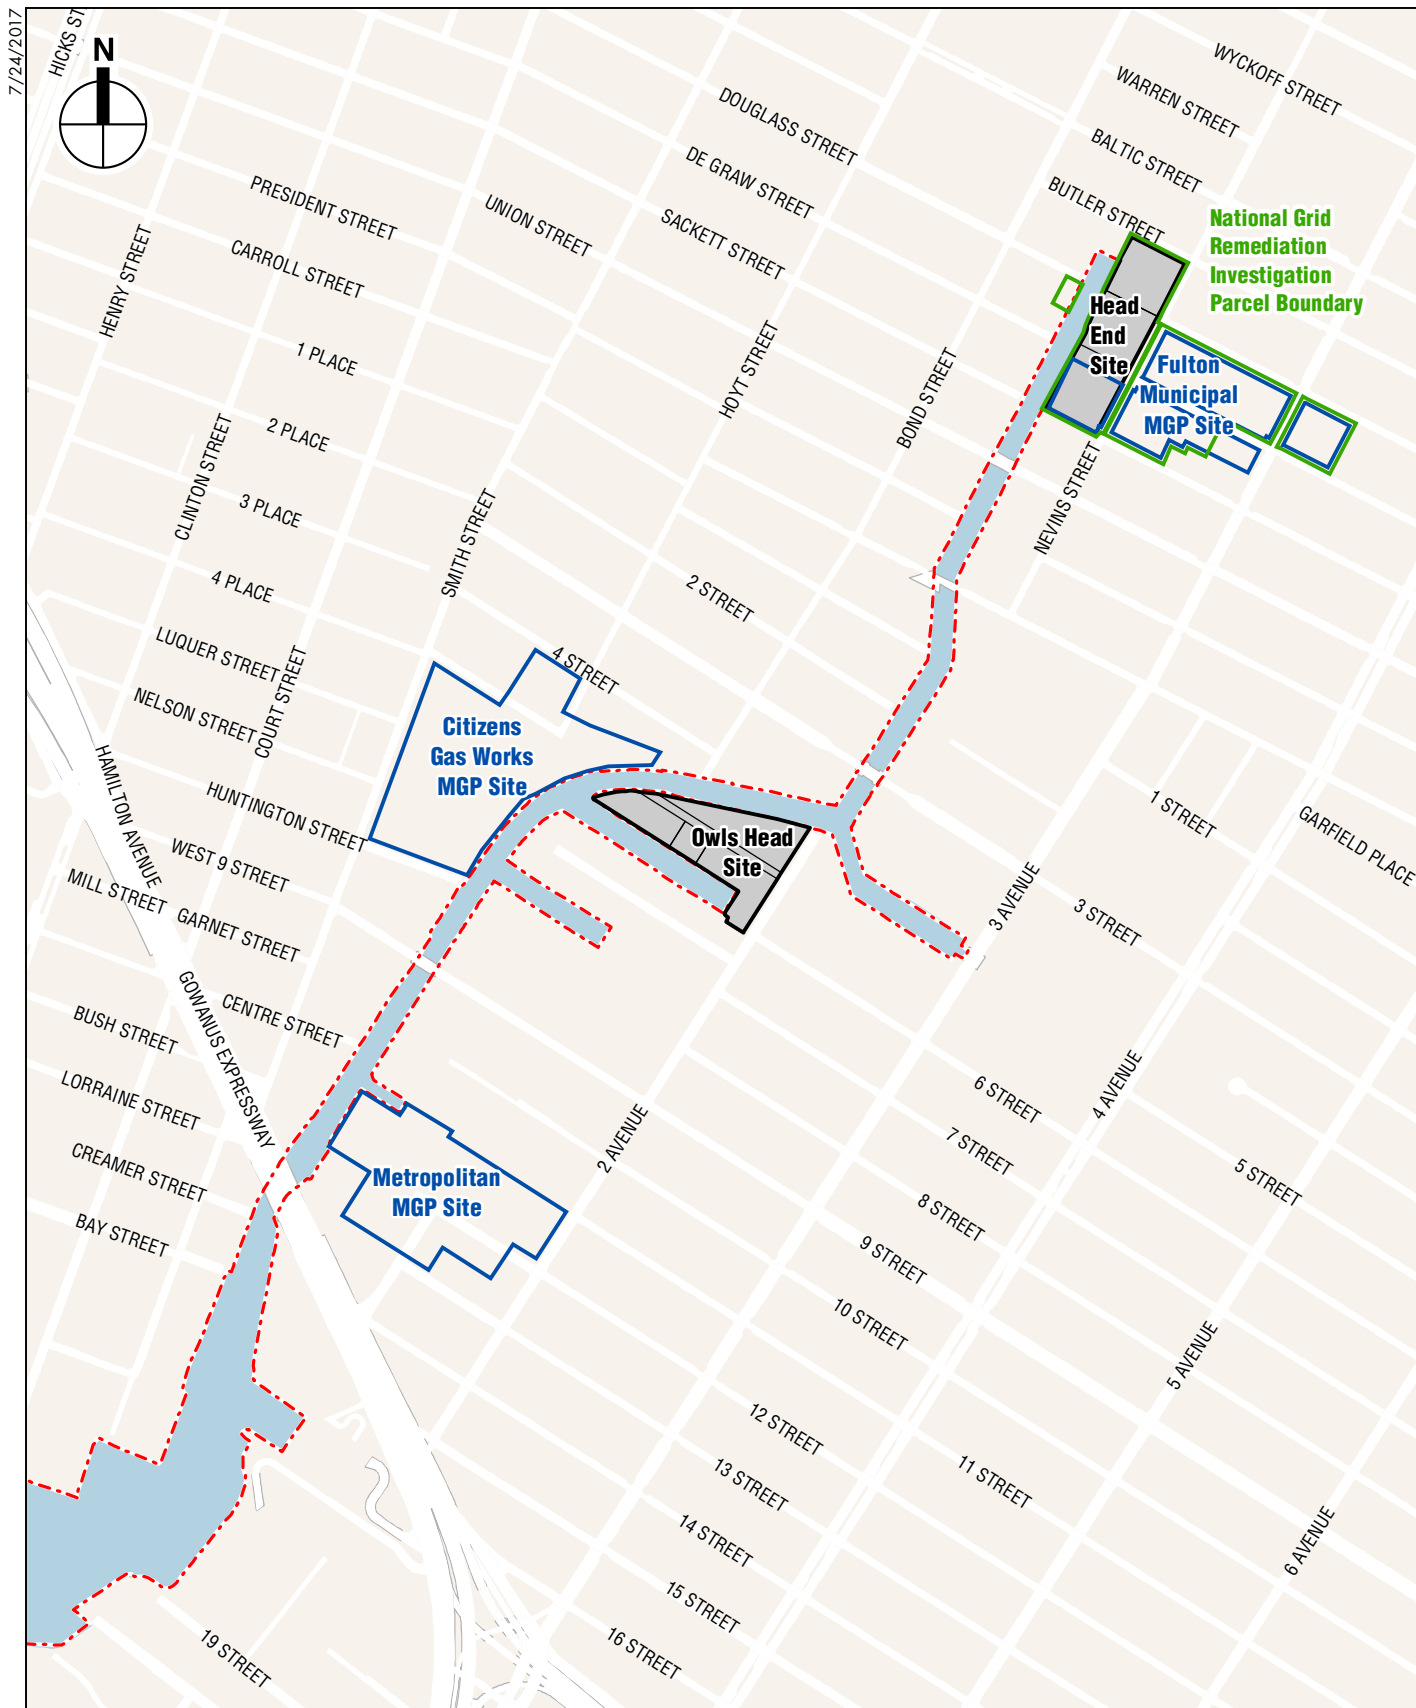 7/24/2017
HICKS ST
N
WYCKOFF STREET
WARREN STREET
DOUGLASS STREET
BALTIC STREET
DE GRAW STREET
BUTLER STREET
PRESIDENT STREET
UNION STREET
SACKETT STREET
National Grid
Remediation
Investigation
Parcel Boundary
CARROLL STREET
HENRY STREET
Head
End
Site
1 PLACE
HOYT STREET
BOND STREET
Fulton
Municipal
MGP Site
2 PLACE
CLINTON STREET
3 PLACE
SMITH STREET
NEVINS STREET
4 PLACE
2 STREET
LUQUER STREET
4 STREET
NELSON STREET
COURT STREET
Citizens
Gas Works
MGP Site
HAMILTON AVENUE
HUNTINGTON STREET
1 STREET
GARFIELD PLACE
Owls Head
Site
WEST 9 STREET
MILL STREET
GARNET STREET
3 AVENUE
3 STREET
GOWANUS EXPRESSWAY
CENTRE STREET
BUSH STREET
LORRAINE STREET
6 STREET
4 AVENUE
2 AVENUE
7 STREET
CREAMER STREET
Metropolitan
MGP Site
5 STREET
8 STREET
BAY STREET
9 STREET
10 STREET
5 AVENUE
12 STREET
13 STREET
11 STREET
14 STREET
6 AVENUE
15 STREET
19 STREET
16 STREET